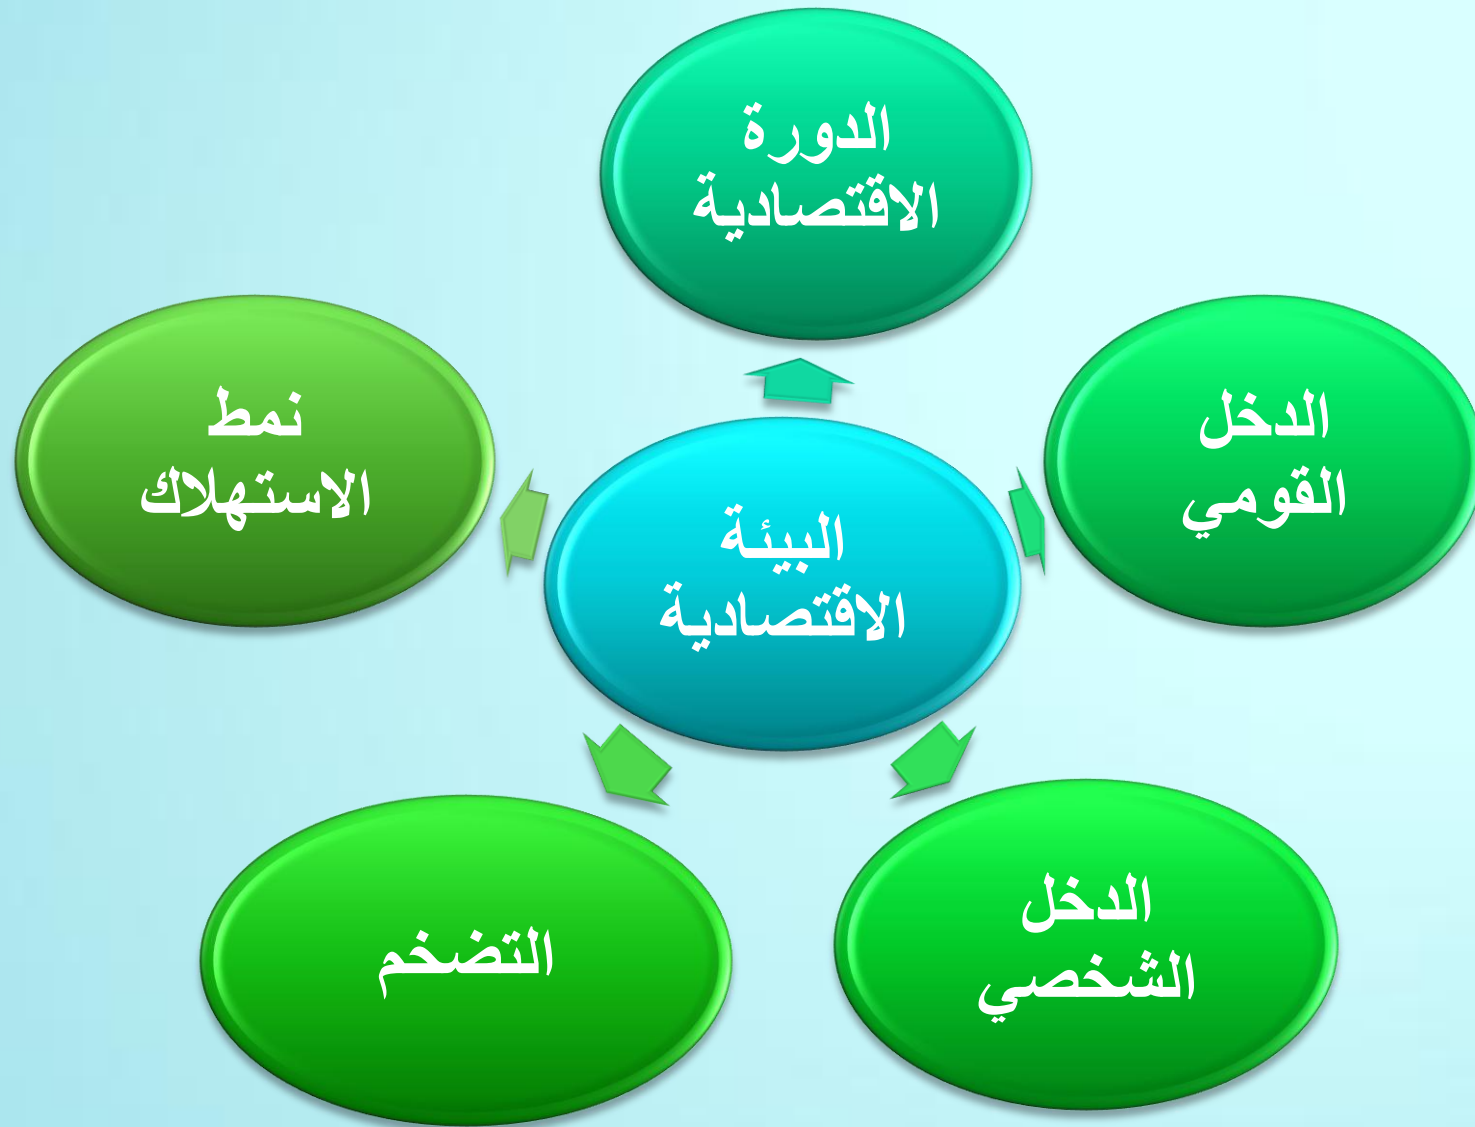 الدورة
الاقتصادية
الدخل
القومي
نمط
الاستهلاك
البيئة
الاقتصادية
الدخل
الشخصي
التضخم